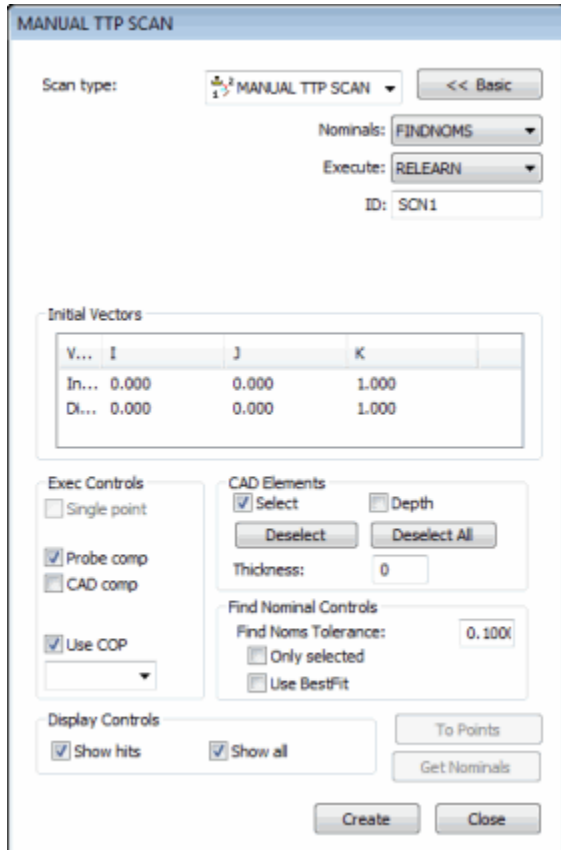 MANUAL TTP SCAN
Scan type: MANUAL TTP SCAN << Basic
Nominals: FINDNOMS
Execute: RELEARN
ID: SCN1
Initial Vectors
V... I J K
In... 0.000 0.000 1.000
Di... 0.000 0.000 1.000
Exec Controls
Single point
Probe comp
CAD comp
Use COP
CAD Elements
Select Depth
Deselect Deselect All
Thickness: 0
Find Nominal Controls
Find Noms Tolerance: 0.100
Only selected
Use BestFit
Display Controls
Show hits Show all
To Points
Get Nominals
Create Close